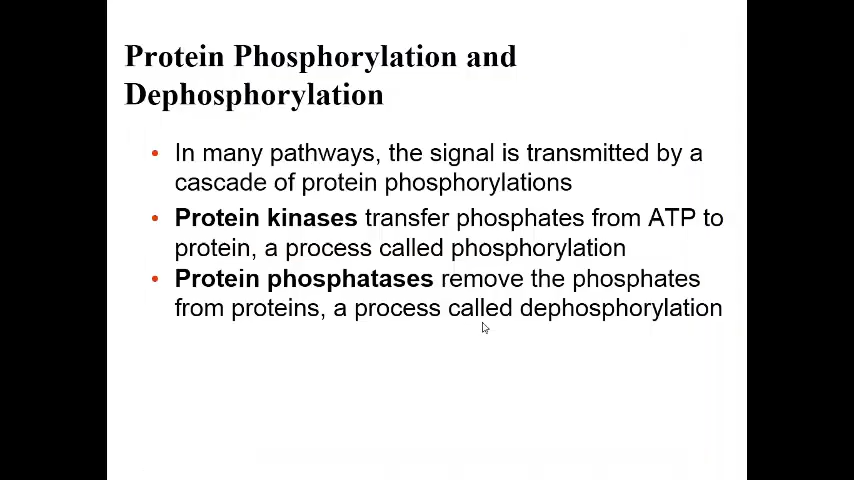 Protein Phosphorylation and
Dephosphorylation
• In many pathways, the signal is transmitted by a
cascade of protein phosphorylations
• Protein kinases transfer phosphates from ATP to
protein, a process called phosphorylation
• Protein phosphatases remove the phosphates
from proteins, a process called dephosphorylation